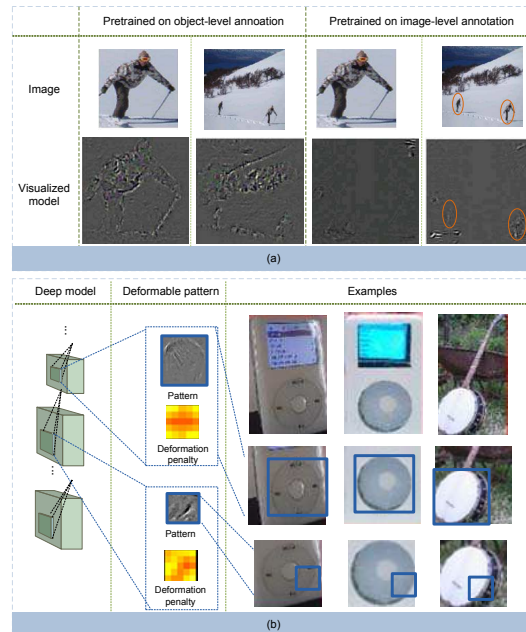 Pretrained on object-level annoation
Pretrained on image-level annotation
Image
Visualized
model
(a)
Deep model
Deformable pattern
Examples
Pattern
Deformation
penalty
Pattern
Deformation
penalty
(b)